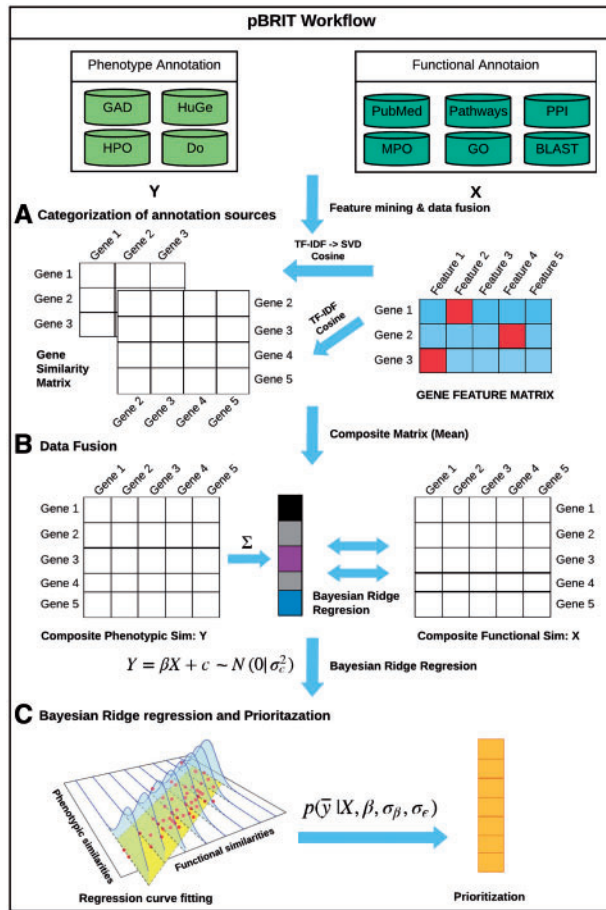 pBRIT Workflow
Phenotype Annotation
GAD
HuGe
HPO
Do
Y
Functional Annotaion
PubMed
Pathways
PPI
MPO
GO
BLAST
X
Feature mining & data fusion
A Categorization of annotation sources
Gene 1
Gene 2
Gene 3
Gene 1
Gene 2
Gene 3
Gene
Similarity
Matrix
Gene 2
Gene 3
Gene 4
Gene 5
Gene 2
Gene 3
Gene 4
Gene 5
TF-IDF -> SVD
Cosine
TF-IDF
Cosine
Feature 1
Feature 2
Feature 3
Feature 4
Feature 5
Gene 1
Gene 2
Gene 3
GENE FEATURE MATRIX
Composite Matrix (Mean)
B Data Fusion
Gene 1
Gene 2
Gene 3
Gene 4
Gene 5
Gene 1
Gene 2
Gene 3
Gene 4
Gene 5
Composite Phenotypic Sim: Y
Σ
Bayesian Ridge
Regresion
Gene 1
Gene 2
Gene 3
Gene 4
Gene 5
Gene 1
Gene 2
Gene 3
Gene 4
Gene 5
Composite Functional Sim: X
Y = βX + c ~ N (0| σ_c^2)
Bayesian Ridge Regresion
C Bayesian Ridge regression and Prioritazation
Phenotypic similarities
Functional similarities
Regression curve fitting
p(ȳ |X, β, σ_β, σ_ϵ)
Prioritization